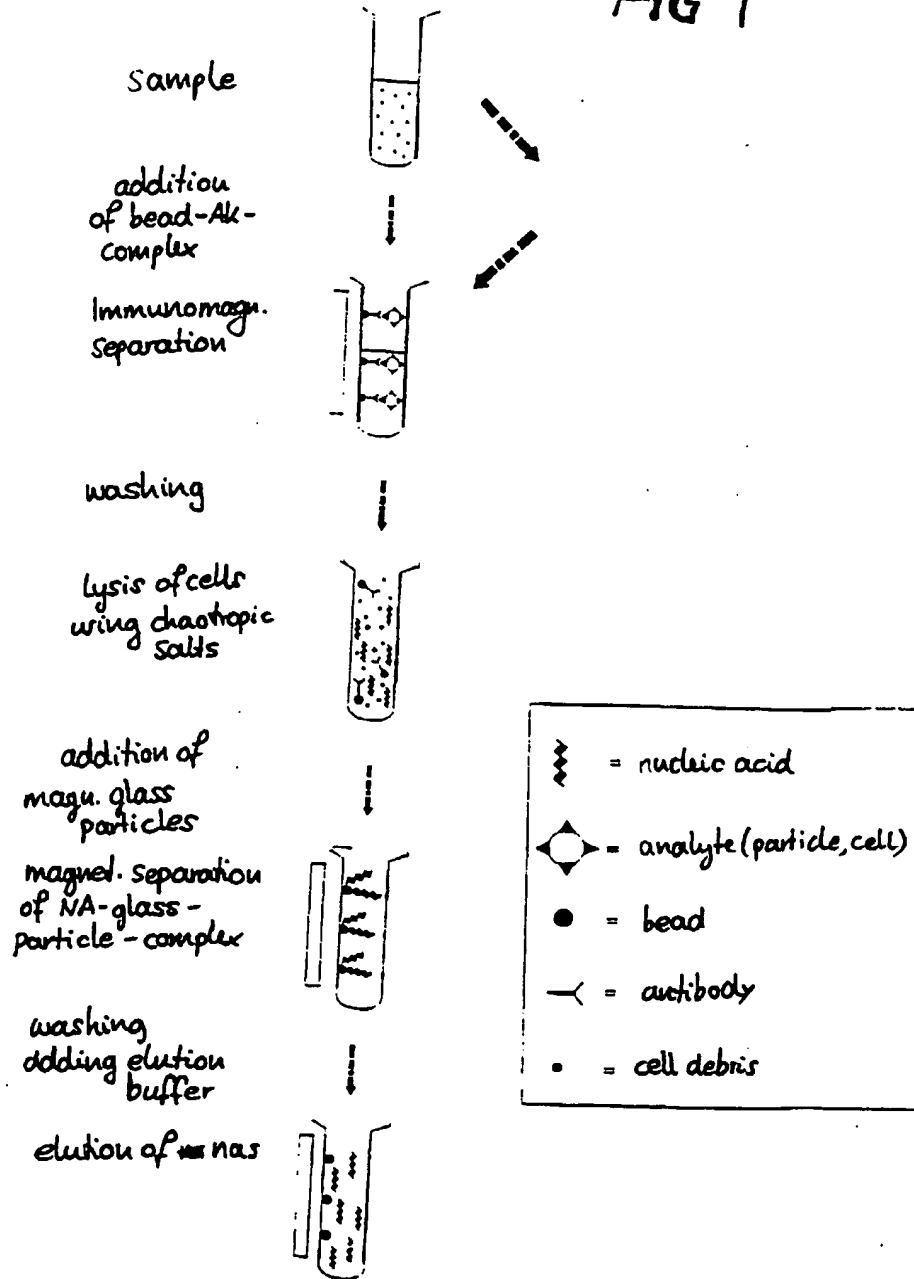 FIG 1
sample
addition
of bead-Ak-
complex
Immunomagn.
separation
washing
lysis of cells
using chaotropic
salts
addition of
magn. glass
particles
magnet. separation
of NA-glass-
particle-complex
washing
adding elution
buffer
elution of nas
= nucleic acid
= analyte (particle, cell)
= bead
= antibody
= cell debris